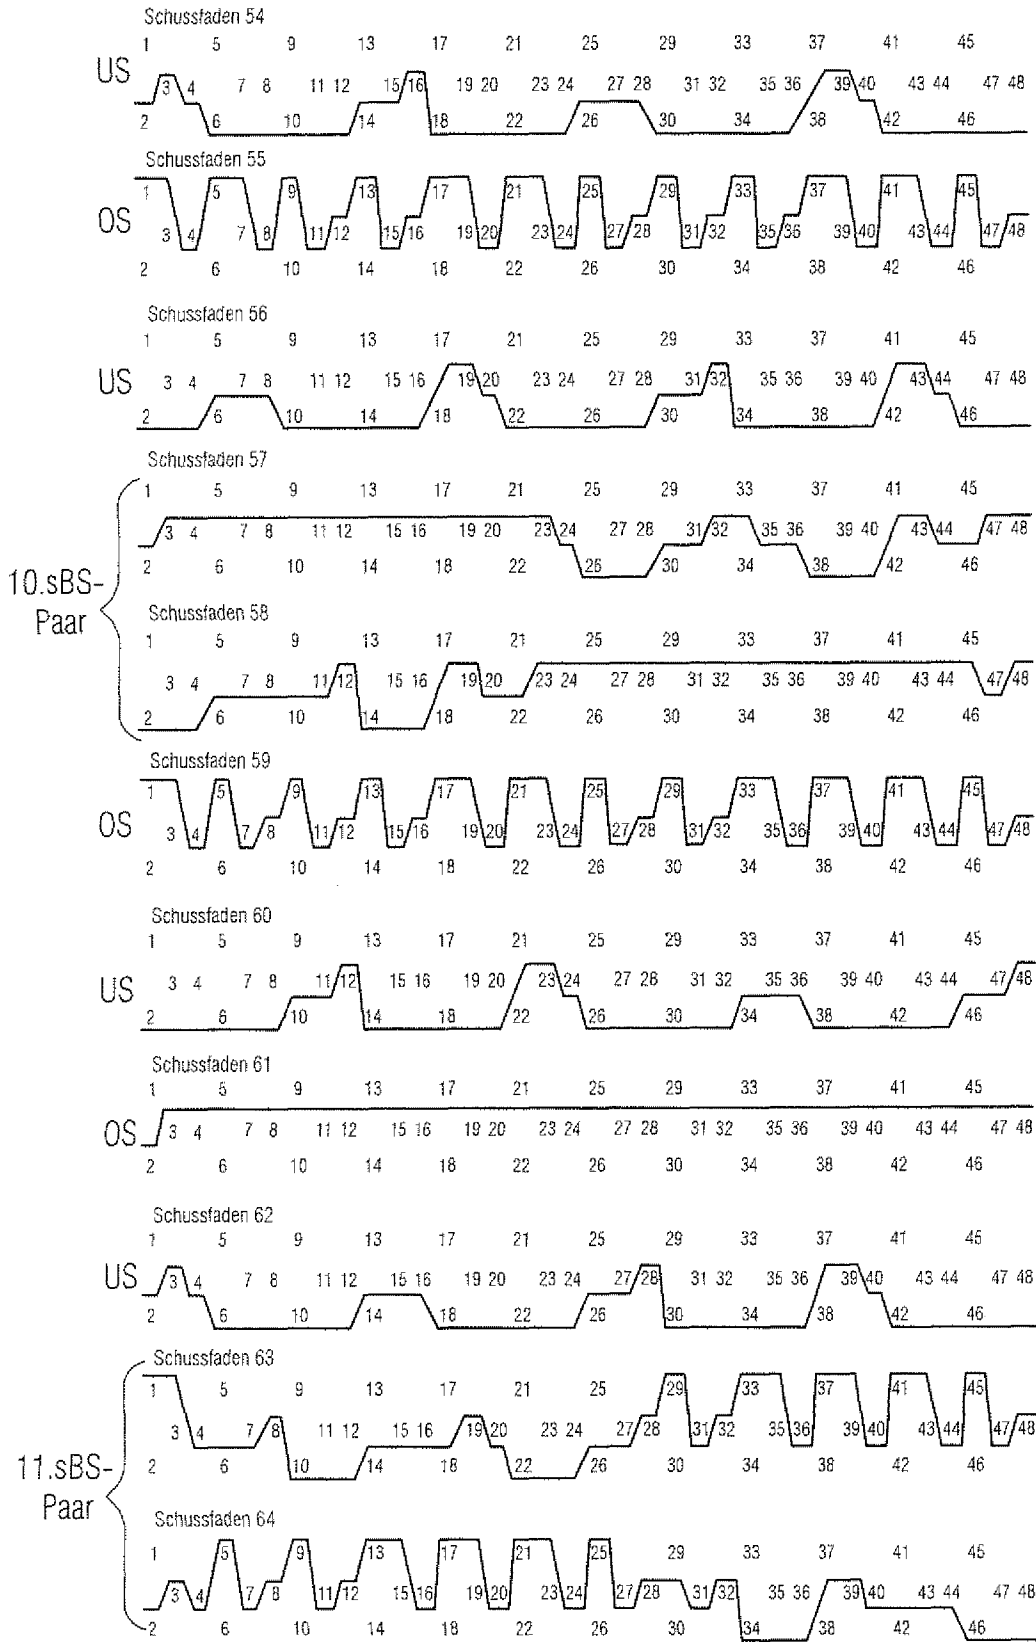 Schussfaden 54
1 5 9 13 17 21 25 29 33 37 41 45
US 3 4 7 8 11 12 15 16 19 20 23 24 27 28 31 32 35 36 39 40 43 44 47 48
2 6 10 14 18 22 26 30 34 38 42 46
Schussfaden 55
1 5 9 13 17 21 25 29 33 37 41 45
OS 3 4 7 8 11 12 15 16 19 20 23 24 27 28 31 32 35 36 39 40 43 44 47 48
2 6 10 14 18 22 26 30 34 38 42 46
Schussfaden 56
1 5 9 13 17 21 25 29 33 37 41 45
US 3 4 7 8 11 12 15 16 19 20 23 24 27 28 31 32 35 36 39 40 43 44 47 48
2 6 10 14 18 22 26 30 34 38 42 46
10.sBS-
Paar
Schussfaden 57
1 5 9 13 17 21 25 29 33 37 41 45
3 4 7 8 11 12 15 16 19 20 23 24 27 28 31 32 35 36 39 40 43 44 47 48
2 6 10 14 18 22 26 30 34 38 42 46
Schussfaden 58
1 5 9 13 17 21 25 29 33 37 41 45
3 4 7 8 11 12 15 16 19 20 23 24 27 28 31 32 35 36 39 40 43 44 47 48
2 6 10 14 18 22 26 30 34 38 42 46
Schussfaden 59
1 5 9 13 17 21 25 29 33 37 41 45
OS 3 4 7 8 11 12 15 16 19 20 23 24 27 28 31 32 35 36 39 40 43 44 47 48
2 6 10 14 18 22 26 30 34 38 42 46
Schussfaden 60
1 5 9 13 17 21 25 29 33 37 41 45
US 3 4 7 8 11 12 15 16 19 20 23 24 27 28 31 32 35 36 39 40 43 44 47 48
2 6 10 14 18 22 26 30 34 38 42 46
Schussfaden 61
1 5 9 13 17 21 25 29 33 37 41 45
OS 3 4 7 8 11 12 15 16 19 20 23 24 27 28 31 32 35 36 39 40 43 44 47 48
2 6 10 14 18 22 26 30 34 38 42 46
Schussfaden 62
1 5 9 13 17 21 25 29 33 37 41 45
US 3 4 7 8 11 12 15 16 19 20 23 24 27 28 31 32 35 36 39 40 43 44 47 48
2 6 10 14 18 22 26 30 34 38 42 46
11.sBS-
Paar
Schussfaden 63
1 5 9 13 17 21 25 29 33 37 41 45
3 4 7 8 11 12 15 16 19 20 23 24 27 28 31 32 35 36 39 40 43 44 47 48
2 6 10 14 18 22 26 30 34 38 42 46
Schussfaden 64
1 5 9 13 17 21 25 29 33 37 41 45
3 4 7 8 11 12 15 16 19 20 23 24 27 28 31 32 35 36 39 40 43 44 47 48
2 6 10 14 18 22 26 30 34 38 42 46